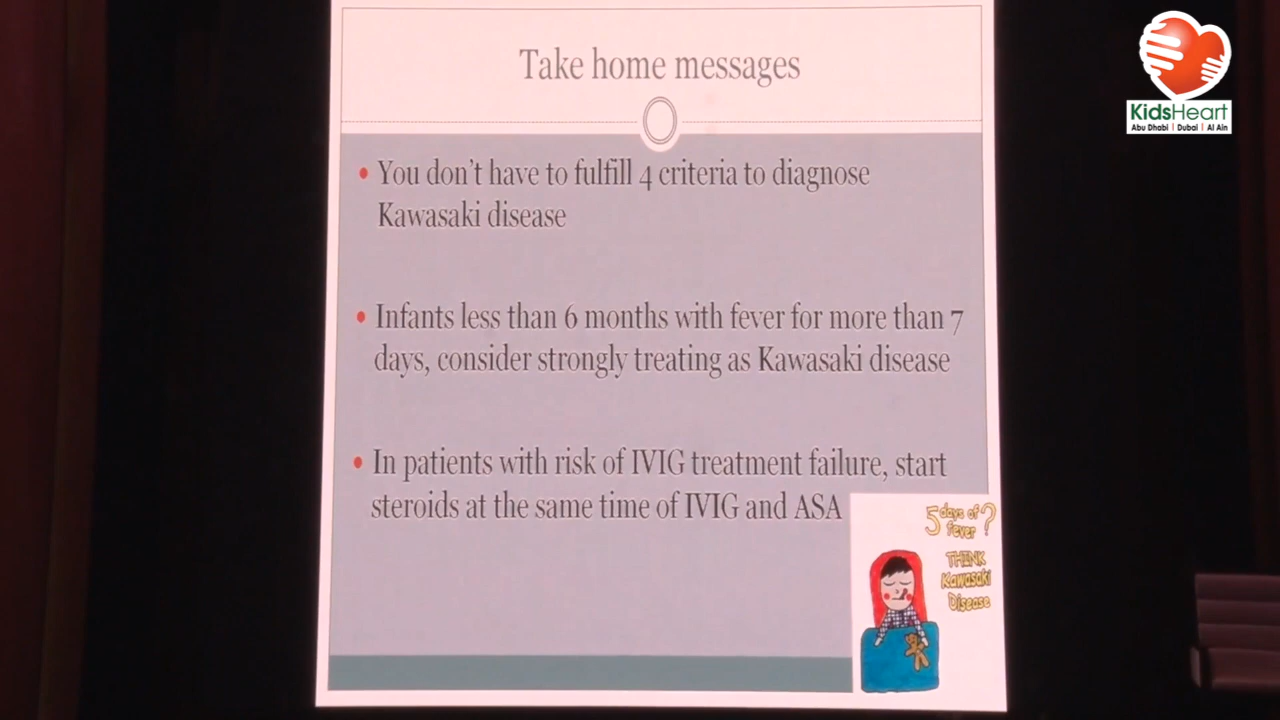 Take home messages
• You don't have to fulfill 4 criteria to diagnose
Kawasaki disease
• Infants less than 6 months with fever for more than 7
days, consider strongly treating as Kawasaki disease
• In patients with risk of IVIG treatment failure, start
steroids at the same time of IVIG and ASA
5 days of
fever?
THINK
Kawasaki
Disease
KidsHeart
Abu Dhabi | Dubai | Al Ain